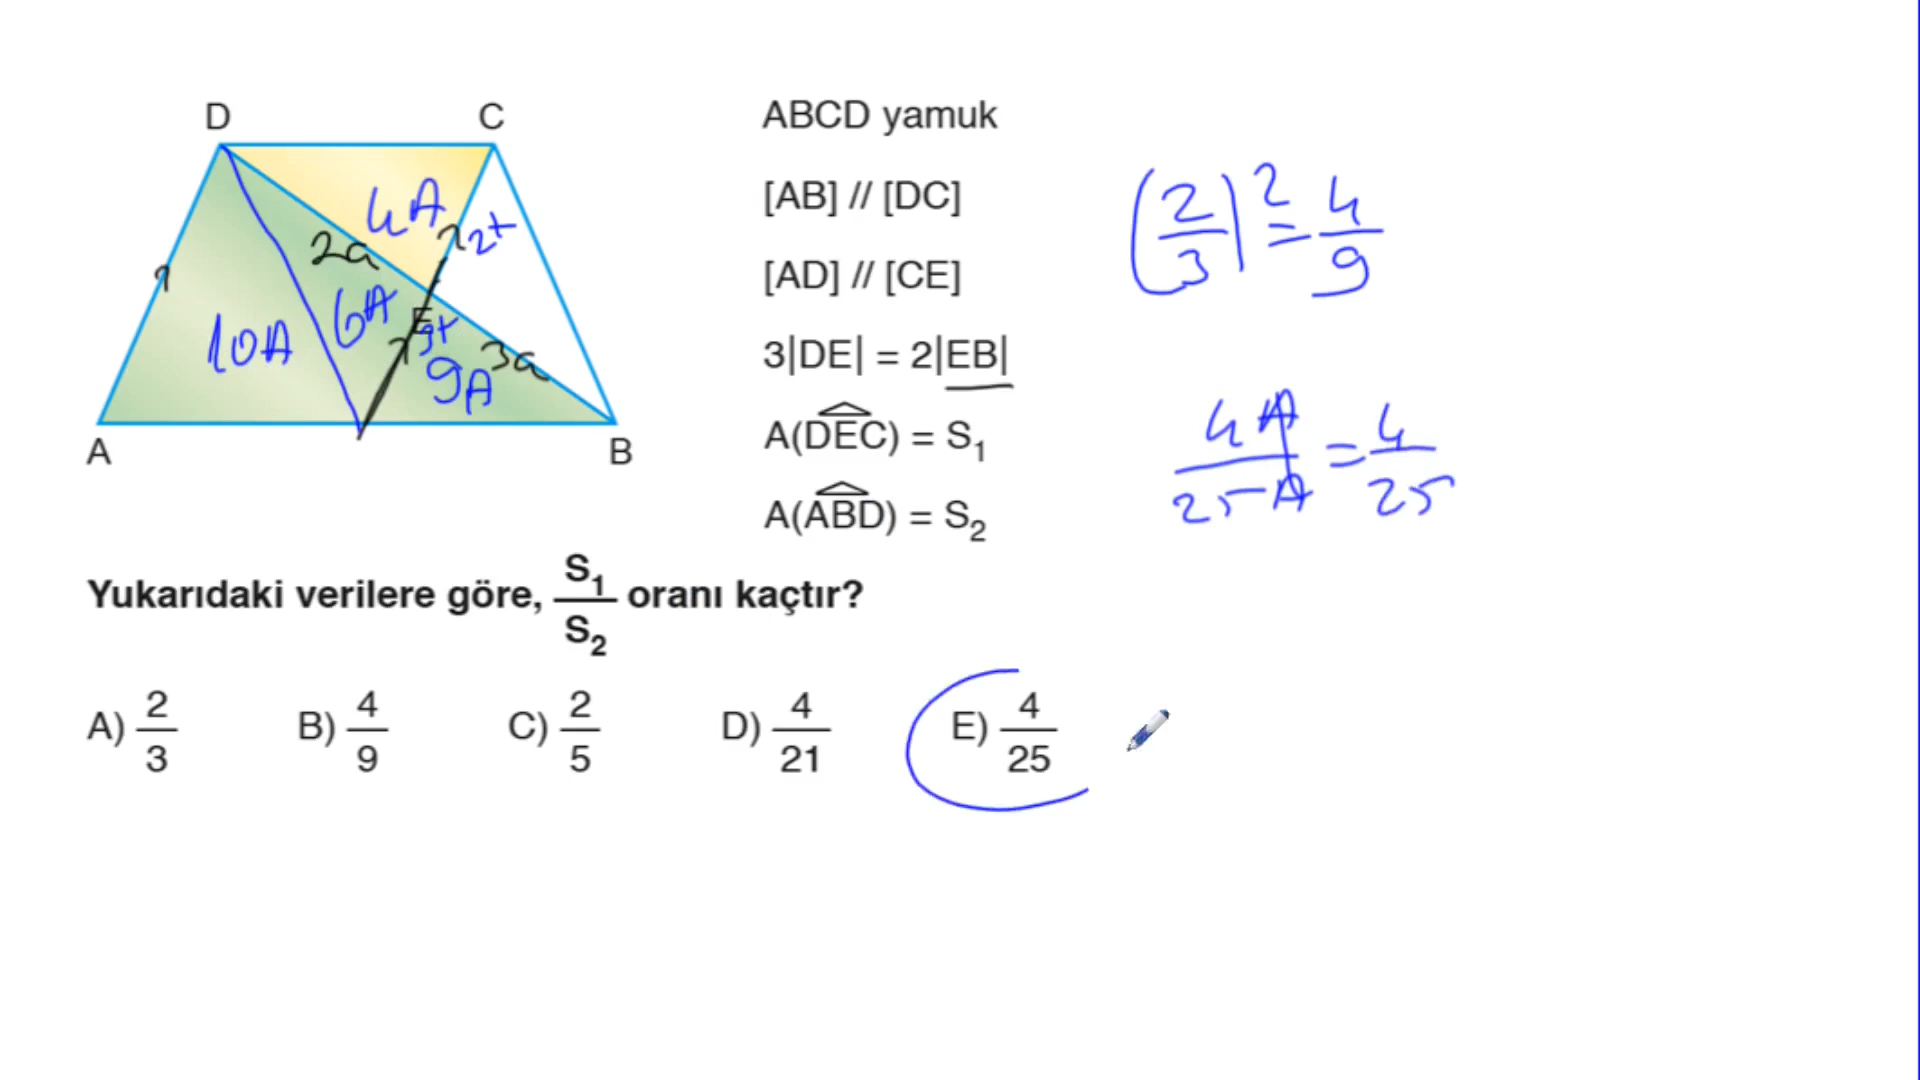 D C
ABCD yamuk
[AB] // [DC]
[AD] // [CE]
3|DE| = 2|EB|
A(DEC) = S₁
A(ABD) = S₂
4A
2t
2a
6A
E
3t
10A
9A
3a
A B
(2/3)² = 4/9
4A/25A = 4/25
Yukarıdaki verilere göre, S₁/S₂ oranı kaçtır?
A) 2/3 B) 4/9 C) 2/5 D) 4/21 E) 4/25